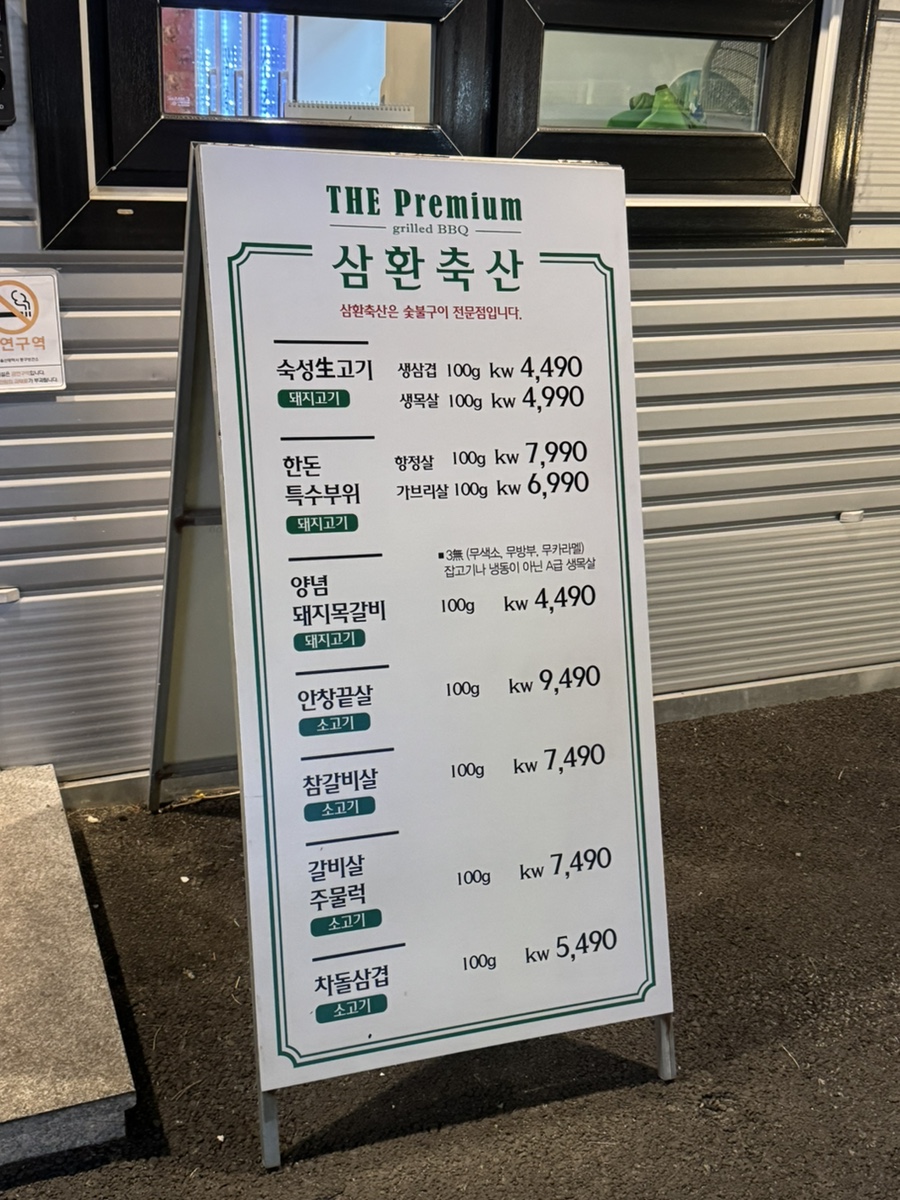 THE Premium
grilled BBQ
삼환축산
삼환축산은 숯불구이 전문점입니다.
숙성生고기 생삼겹 100g kw 4,490
돼지고기 생목살 100g kw 4,990
한돈 항정살 100g kw 7,990
특수부위 가브리살 100g kw 6,990
돼지고기
■ 3無 (무색소, 무방부, 무카라멜)
잡고기나 냉동이 아닌 A급 생목살
양념
돼지목갈비 100g kw 4,490
돼지고기
안창끝살 100g kw 9,490
소고기
참갈비살 100g kw 7,490
소고기
갈비살
주물럭 100g kw 7,490
소고기
차돌삼겹 100g kw 5,490
소고기
연구역